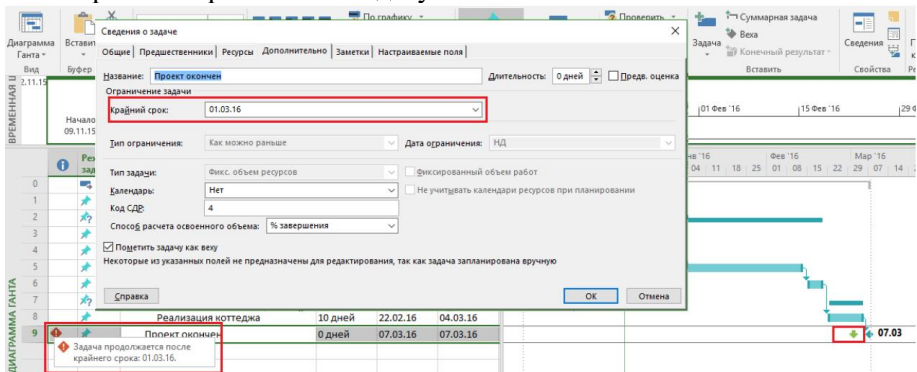 По графику
Проверить
Суммарная задача
Веха
Конечный результат
Диаграмма
Ганта
Вставит
Задача
Сведения
Вид
Буфер
Вставить
Свойства
Сведения о задаче
Общие Предшественники Ресурсы Дополнительно Заметки Настраиваемые поля
Название: Проект окончен Длительность: 0 дней Предв. оценка
Ограничение задачи
Крайний срок: 01.03.16
Тип ограничения: Как можно раньше Дата ограничения: НД
Тип задачи: Фикс. объем ресурсов Фиксированный объем работ
Календарь: Нет Не учитывать календари ресурсов при планировании
Код СДР: 4
Способ расчета освоенного объема: % завершения
Пометить задачу как веху
Некоторые из указанных полей не предназначены для редактирования, так как задача запланирована вручную
Справка ОК Отмена
ВРЕМЕННАЯ
2.11.15
Начало
09.11.15
01 Фев '16 15 Фев '16
Фев '16 Мар '16
04 11 18 25 01 08 15 22 29 07 14
Ре
зад
0
1
2
3
4
5
6
7
8 Реализация коттеджа 10 дней 22.02.16 04.03.16
9 Проект окончен 0 дней 07.03.16 07.03.16
07.03
Задача продолжается после
крайнего срока: 01.03.16.
ДИАГРАММА ГАНТА